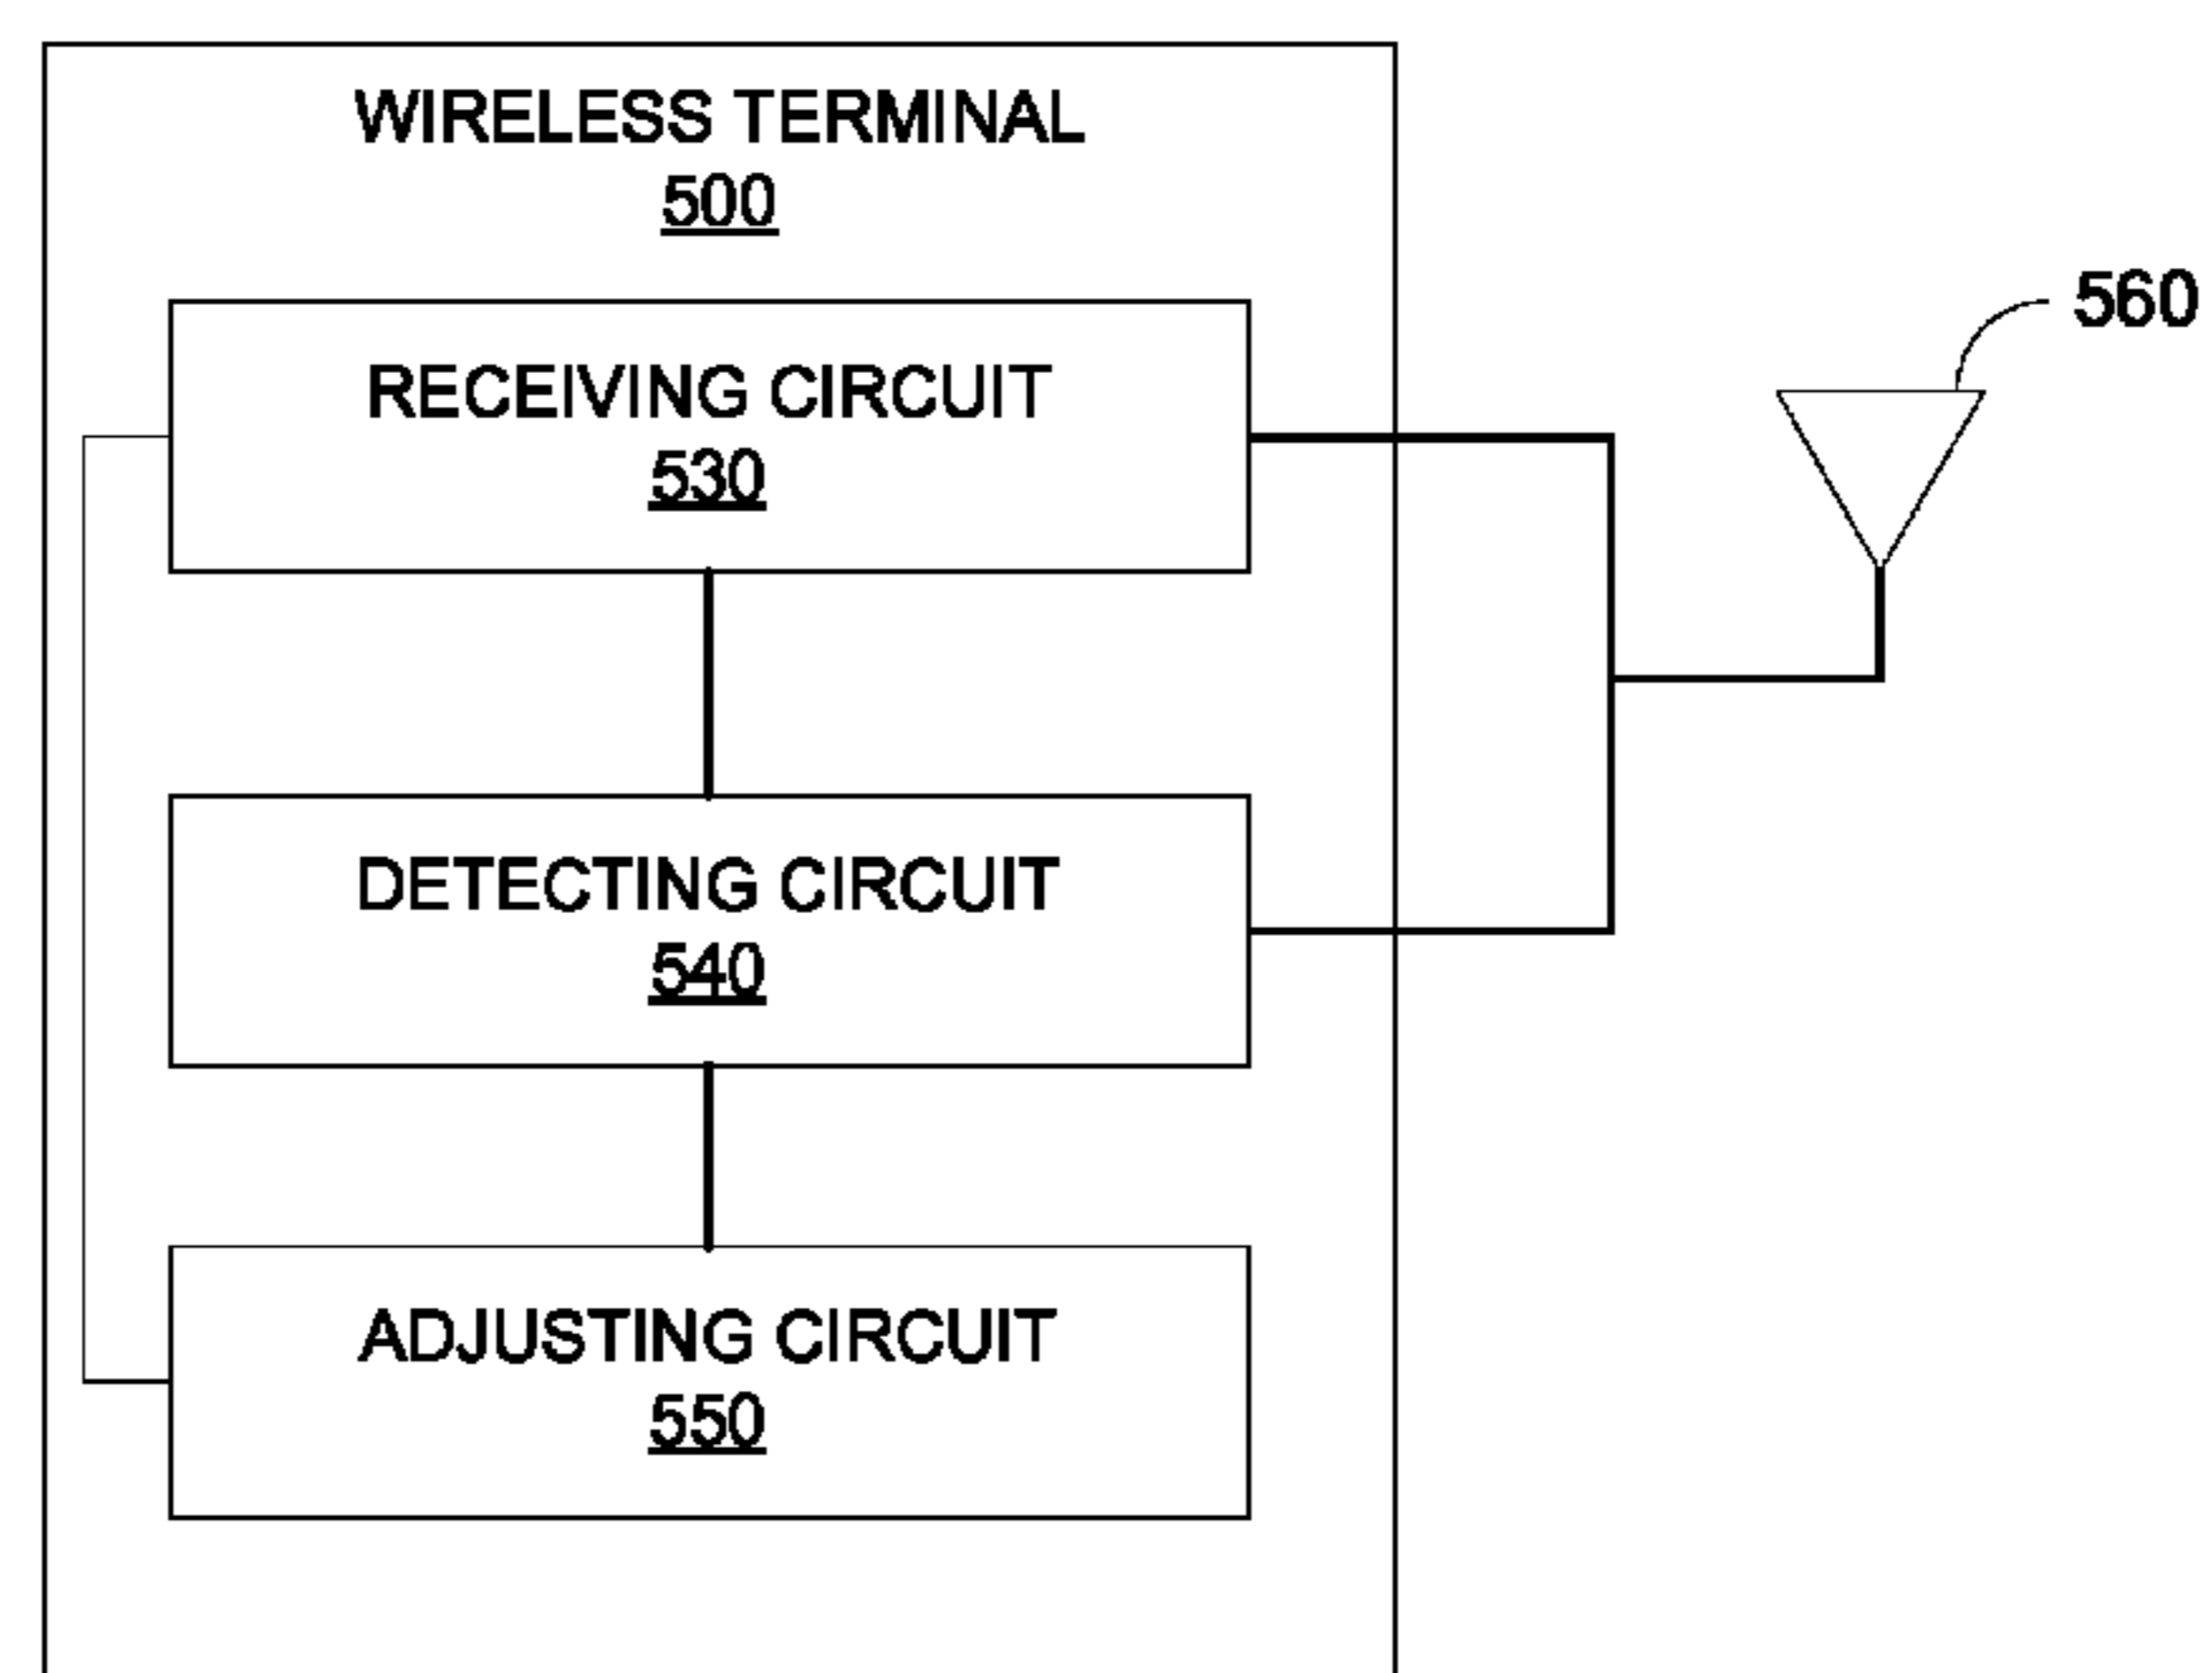 WIRELESS TERMINAL
500
560
RECEIVING CIRCUIT
530
DETECTING CIRCUIT
540
ADJUSTING CIRCUIT
550